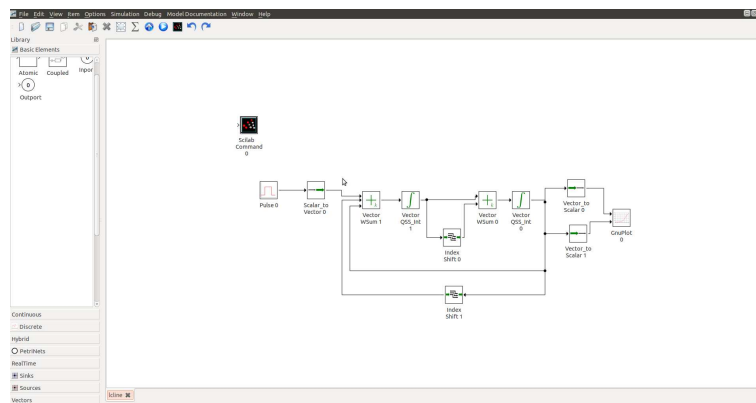 File Edit View Item Options Simulation Debug Model Documentation Window Help
Library
Basic Elements
Atomic Coupled Inpor
0
Outport
Continuous
Discrete
Hybrid
PetriNets
RealTime
Sinks
Sources
Vectors
Scilab
Command
0
Pulse 0
Scalar_to
Vector 0
Vector
WSum 1
Vector
QSS_Int
1
Index
Shift 0
Vector
WSum 0
Vector
QSS_Int
0
Vector_to
Scalar 0
Vector_to
Scalar 1
GnuPlot
0
Index
Shift 1
lcline